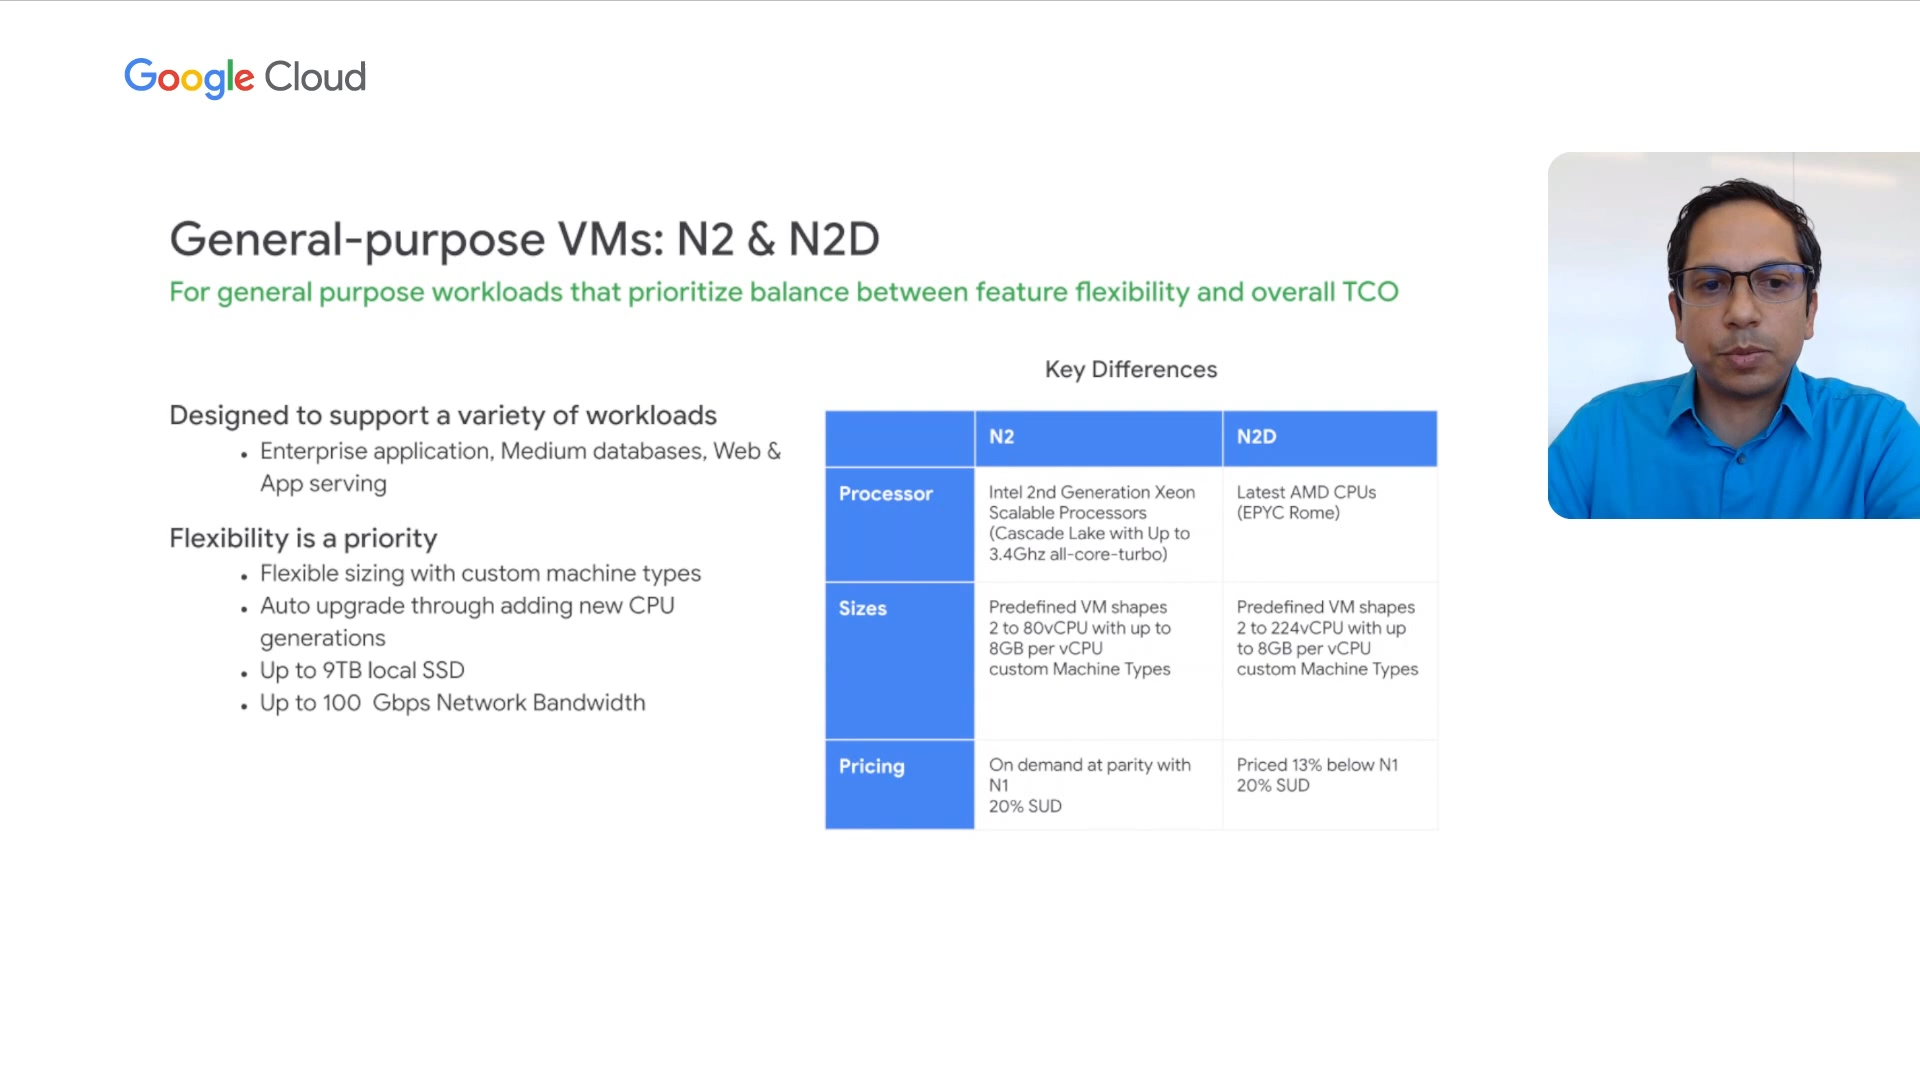 Google Cloud
General-purpose VMs: N2 & N2D
For general purpose workloads that prioritize balance between feature flexibility and overall TCO
Designed to support a variety of workloads
• Enterprise application, Medium databases, Web &
App serving
Flexibility is a priority
• Flexible sizing with custom machine types
• Auto upgrade through adding new CPU
generations
• Up to 9TB local SSD
• Up to 100 Gbps Network Bandwidth
Key Differences
N2
N2D
Processor
Intel 2nd Generation Xeon
Scalable Processors
(Cascade Lake with Up to
3.4Ghz all-core-turbo)
Latest AMD CPUs
(EPYC Rome)
Sizes
Predefined VM shapes
2 to 80vCPU with up to
8GB per vCPU
custom Machine Types
Predefined VM shapes
2 to 224vCPU with up
to 8GB per vCPU
custom Machine Types
Pricing
On demand at parity with
N1
20% SUD
Priced 13% below N1
20% SUD